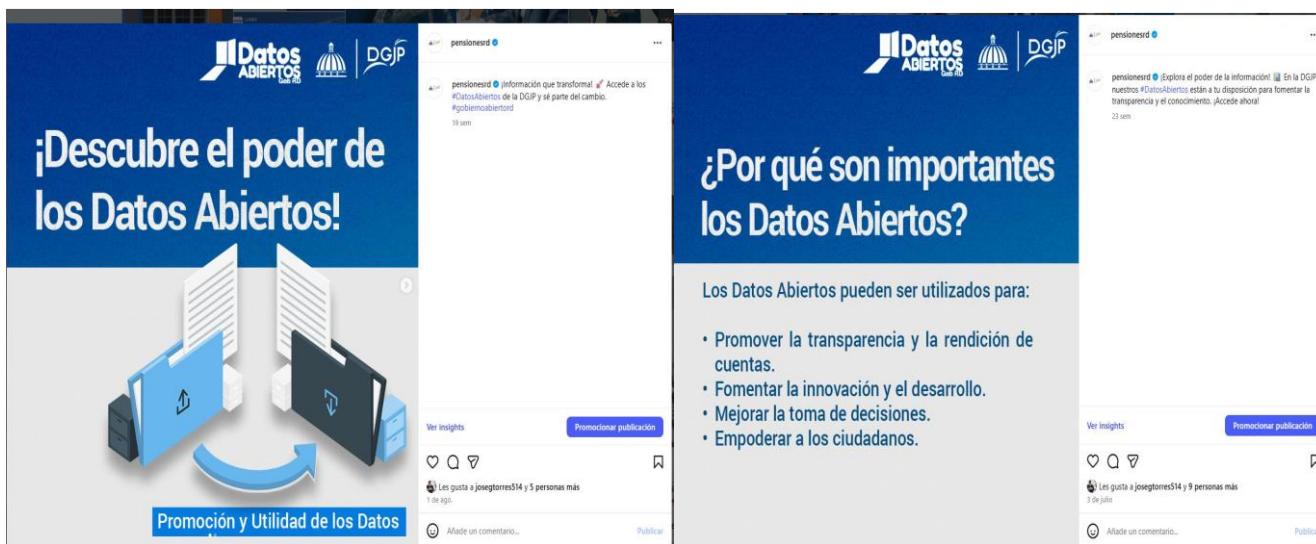 Datos
ABIERTOS
Gob RD
DGJP
¡Descubre el poder de
los Datos Abiertos!
Promoción y Utilidad de los Datos
pensionesrd
pensionesrd ¡Información que transforma! 🚀 Accede a los
#DatosAbiertos de la DGJP y sé parte del cambio.
#gobiernoabiertord
19 sem
Ver insights
Promocionar publicación
Les gusta a josegtorres514 y 5 personas más
1 de ago.
Añade un comentario...
Publicar
Datos
ABIERTOS
Gob RD
DGJP
¿Por qué son importantes
los Datos Abiertos?
Los Datos Abiertos pueden ser utilizados para:
• Promover la transparencia y la rendición de
cuentas.
• Fomentar la innovación y el desarrollo.
• Mejorar la toma de decisiones.
• Empoderar a los ciudadanos.
pensionesrd
pensionesrd ¡Explora el poder de la información! 📊 En la DGJP
nuestros #DatosAbiertos están a tu disposición para fomentar la
transparencia y el conocimiento. ¡Accede ahora!
23 sem
Ver insights
Promocionar publicación
Les gusta a josegtorres514 y 9 personas más
3 de julio
Añade un comentario...